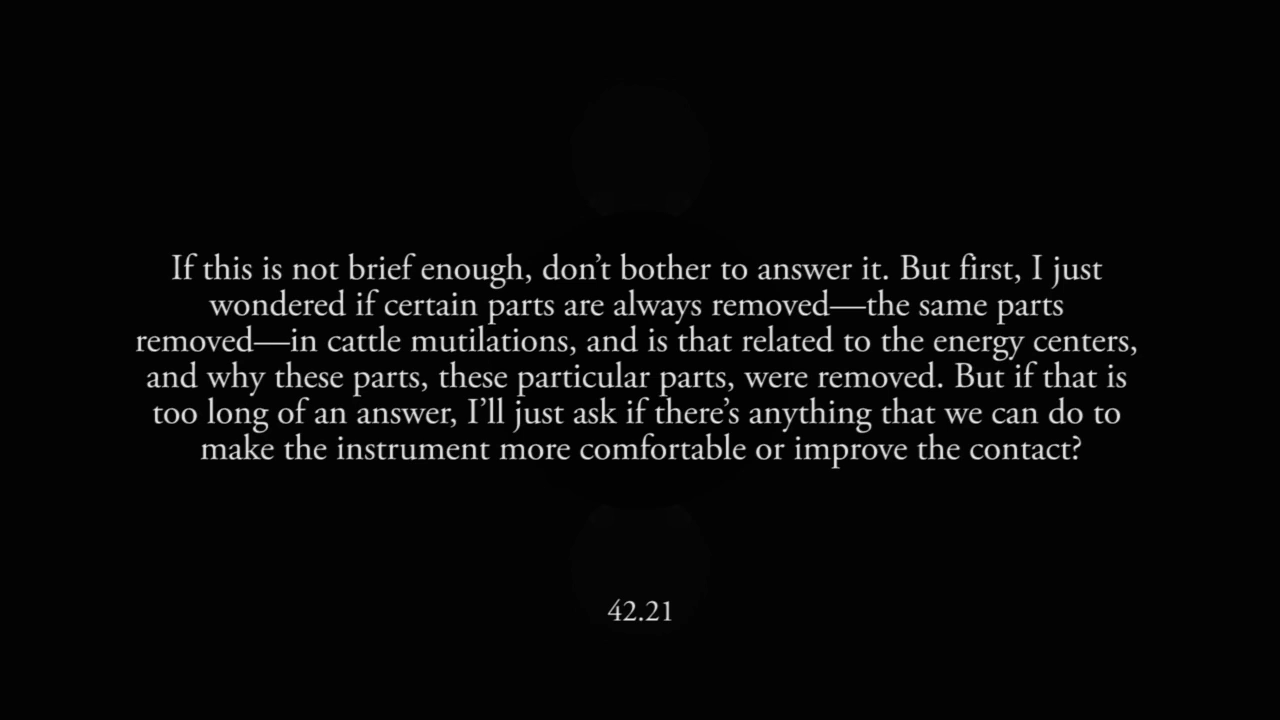 If this is not brief enough, don’t bother to answer it. But first, I just
wondered if certain parts are always removed—the same parts
removed—in cattle mutilations, and is that related to the energy centers,
and why these parts, these particular parts, were removed. But if that is
too long of an answer, I’ll just ask if there’s anything that we can do to
make the instrument more comfortable or improve the contact?
42.21